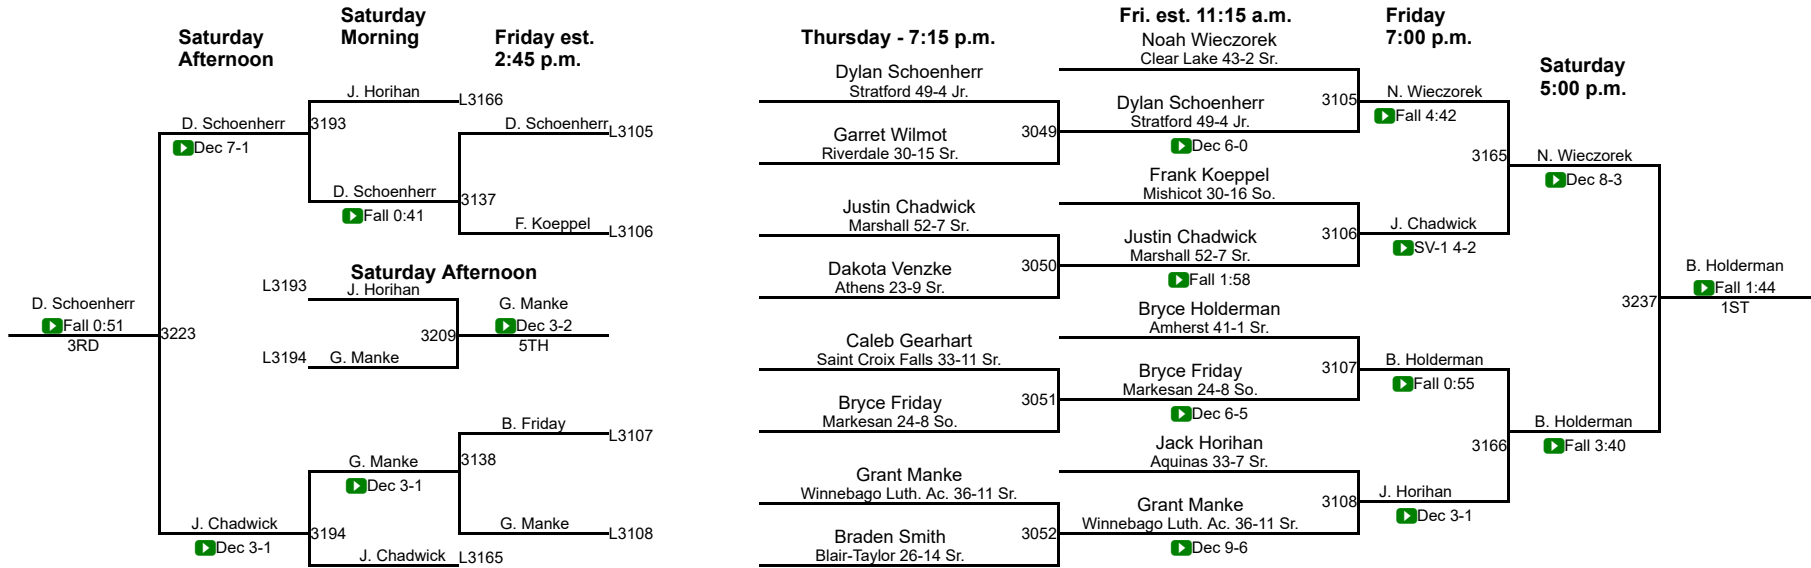 Saturday
Afternoon
Saturday
Morning
Friday est.
2:45 p.m.
J. Horihan
L3166
D. Schoenherr
3193
Dec 7-1
D. Schoenherr
L3105
D. Schoenherr
3137
Fall 0:41
F. Koeppel
L3106
Saturday Afternoon
L3193
J. Horihan
D. Schoenherr
Fall 0:51
3RD
3223
3209
G. Manke
Dec 3-2
5TH
L3194
G. Manke
B. Friday
L3107
G. Manke
3138
Dec 3-1
J. Chadwick
3194
Dec 3-1
G. Manke
L3108
J. Chadwick
L3165
Thursday - 7:15 p.m.
Dylan Schoenherr
Stratford 49-4 Jr.
3049
Garret Wilmot
Riverdale 30-15 Sr.
Justin Chadwick
Marshall 52-7 Sr.
3050
Dakota Venzke
Athens 23-9 Sr.
Caleb Gearhart
Saint Croix Falls 33-11 Sr.
3051
Bryce Friday
Markesan 24-8 So.
Grant Manke
Winnebago Luth. Ac. 36-11 Sr.
3052
Braden Smith
Blair-Taylor 26-14 Sr.
Fri. est. 11:15 a.m.
Noah Wieczorek
Clear Lake 43-2 Sr.
3105
Dylan Schoenherr
Stratford 49-4 Jr.
Dec 6-0
Frank Koeppel
Mishicot 30-16 So.
3106
Justin Chadwick
Marshall 52-7 Sr.
Fall 1:58
Bryce Holderman
Amherst 41-1 Sr.
3107
Bryce Friday
Markesan 24-8 So.
Dec 6-5
Jack Horihan
Aquinas 33-7 Sr.
3108
Grant Manke
Winnebago Luth. Ac. 36-11 Sr.
Dec 9-6
Friday
7:00 p.m.
N. Wieczorek
Fall 4:42
3165
J. Chadwick
SV-1 4-2
B. Holderman
Fall 0:55
3166
J. Horihan
Dec 3-1
Saturday
5:00 p.m.
N. Wieczorek
Dec 8-3
3237
B. Holderman
Fall 3:40
B. Holderman
Fall 1:44
1ST